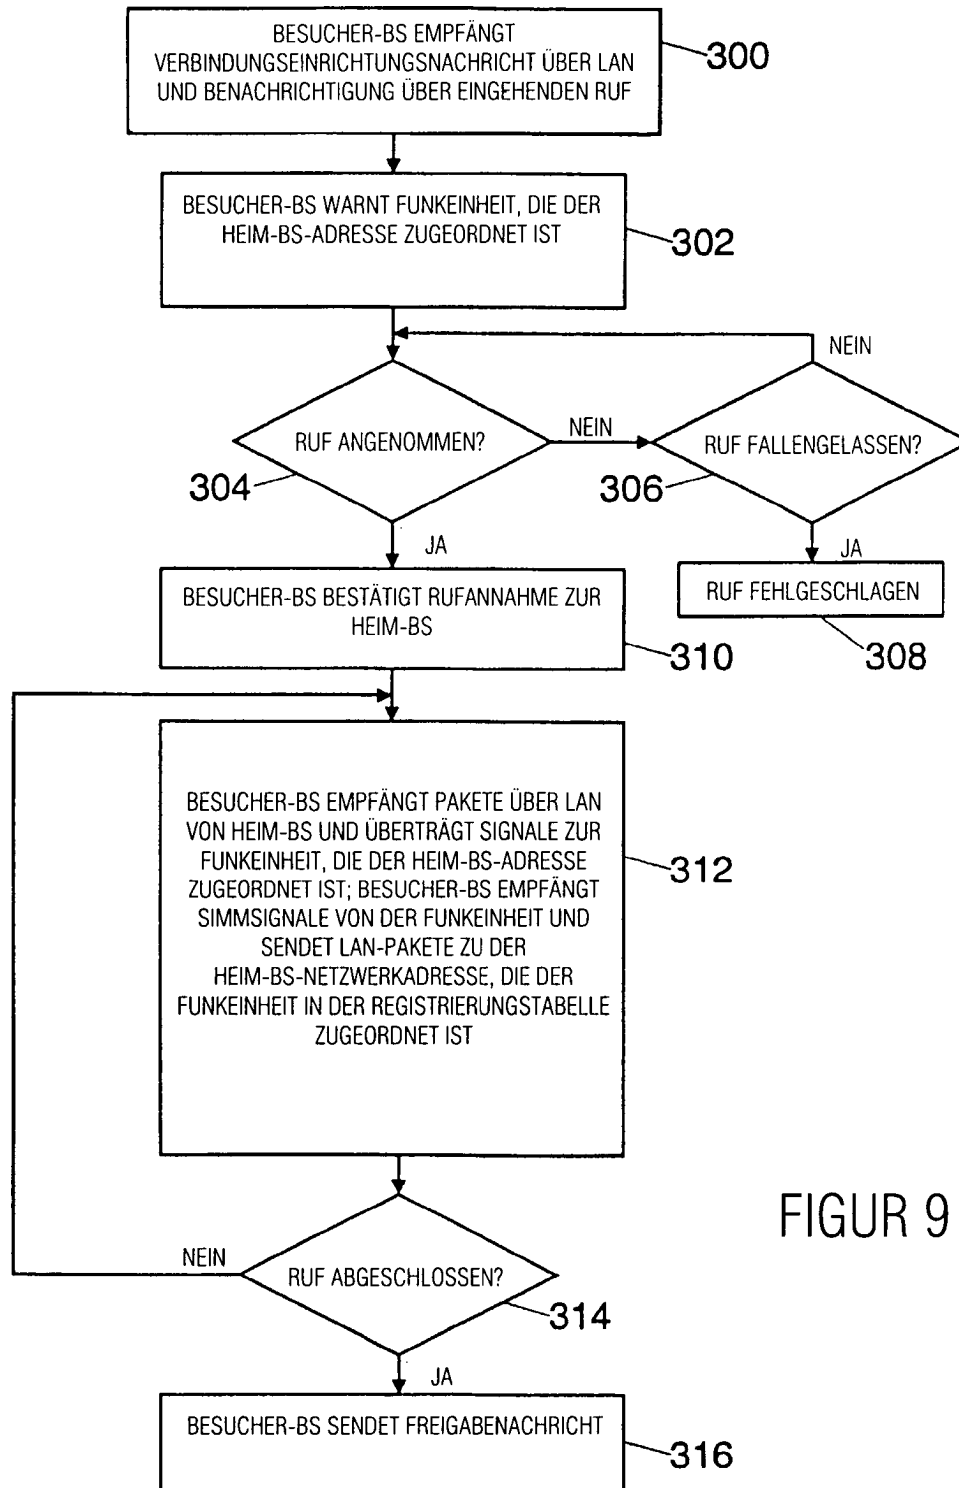 BESUCHER-BS EMPFÄNGT
VERBINDUNGSEINRICHTUNGSNACHRICHT ÜBER LAN
UND BENACHRICHTIGUNG ÜBER EINGEHENDEN RUF
300
BESUCHER-BS WARNT FUNKEINHEIT, DIE DER
HEIM-BS-ADRESSE ZUGEORDNET IST
302
NEIN
RUF ANGENOMMEN?
NEIN
RUF FALLENGELASSEN?
304
306
JA
JA
BESUCHER-BS BESTÄTIGT RUFANNAHME ZUR
HEIM-BS
310
RUF FEHLGESCHLAGEN
308
BESUCHER-BS EMPFÄNGT PAKETE ÜBER LAN
VON HEIM-BS UND ÜBERTRÄGT SIGNALE ZUR
FUNKEINHEIT, DIE DER HEIM-BS-ADRESSE
ZUGEORDNET IST; BESUCHER-BS EMPFÄNGT
SIMMSIGNALE VON DER FUNKEINHEIT UND
SENDET LAN-PAKETE ZU DER
HEIM-BS-NETZWERKADRESSE, DIE DER
FUNKEINHEIT IN DER REGISTRIERUNGSTABELLE
ZUGEORDNET IST
312
FIGUR 9
NEIN
RUF ABGESCHLOSSEN?
314
JA
BESUCHER-BS SENDET FREIGABENACHRICHT
316